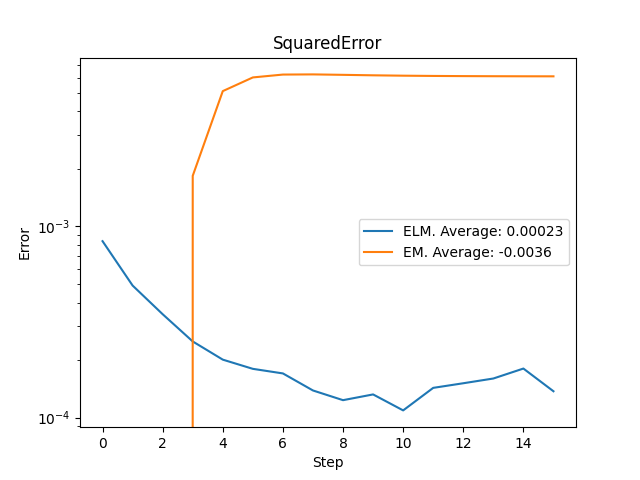 SquaredError
Error
10⁻³
10⁻⁴
ELM. Average: 0.00023
EM. Average: -0.0036
0 2 4 6 8 10 12 14
Step